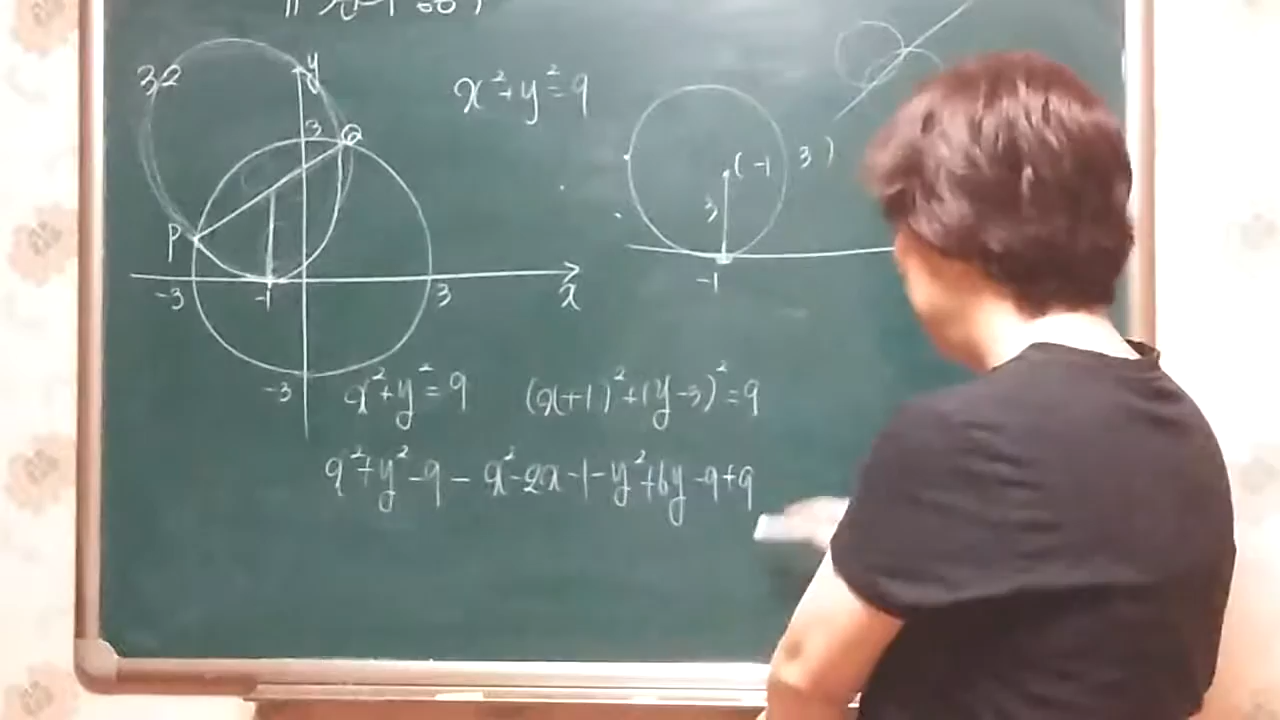 32
y
x²+y²=9
3
Q
(-1 3)
P
3
-3
-1
3
x
-1
-3
x²+y²=9
(x+1)²+(y-3)²=9
x²+y²-9-x²-2x-1-y²+6y-9+9